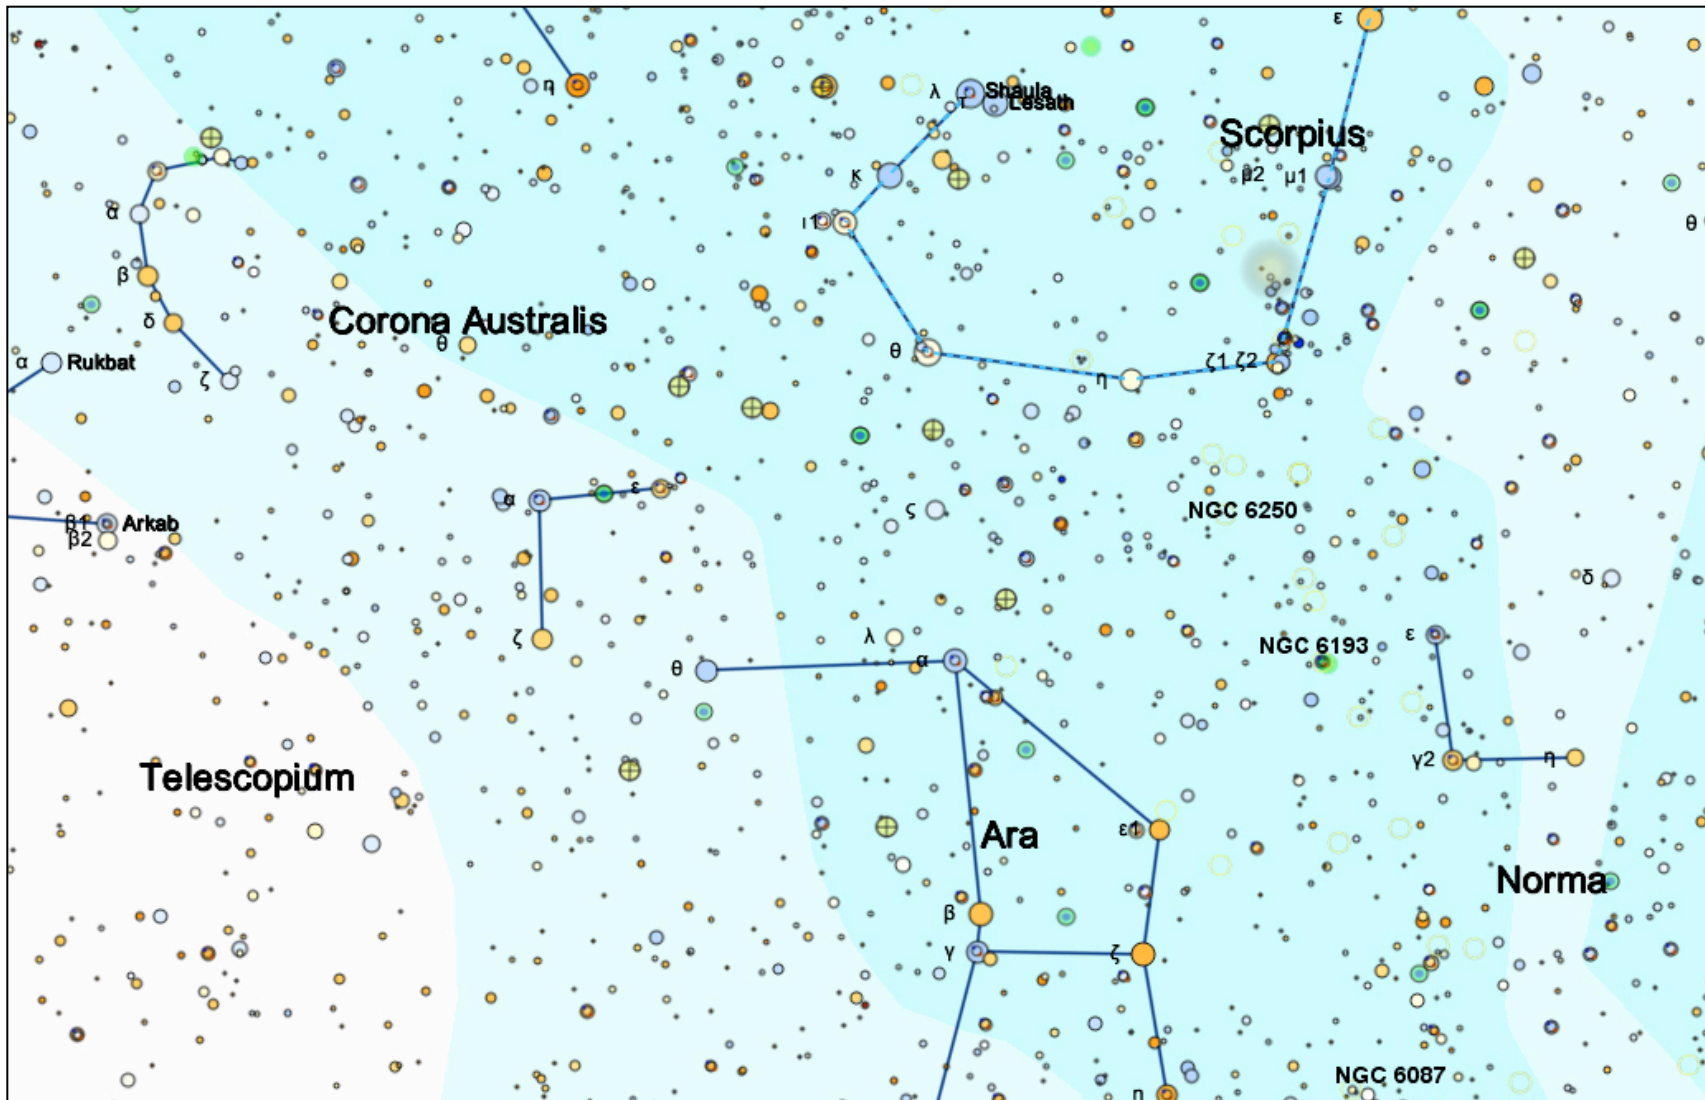 ε
η
λ Shaula
τ Lesath
Scorpius
κ
μ2 μ1
α
ι1
θ
β
Corona Australis
δ
θ
θ
α Rukbat
ζ1 ζ2
ζ
η
α
ε
ς
NGC 6250
β1 Arkab
β2
δ
ζ
λ
ε
NGC 6193
θ
α
γ2
η
Telescopium
ε1
Ara
Norma
β
γ
ζ
NGC 6087
η